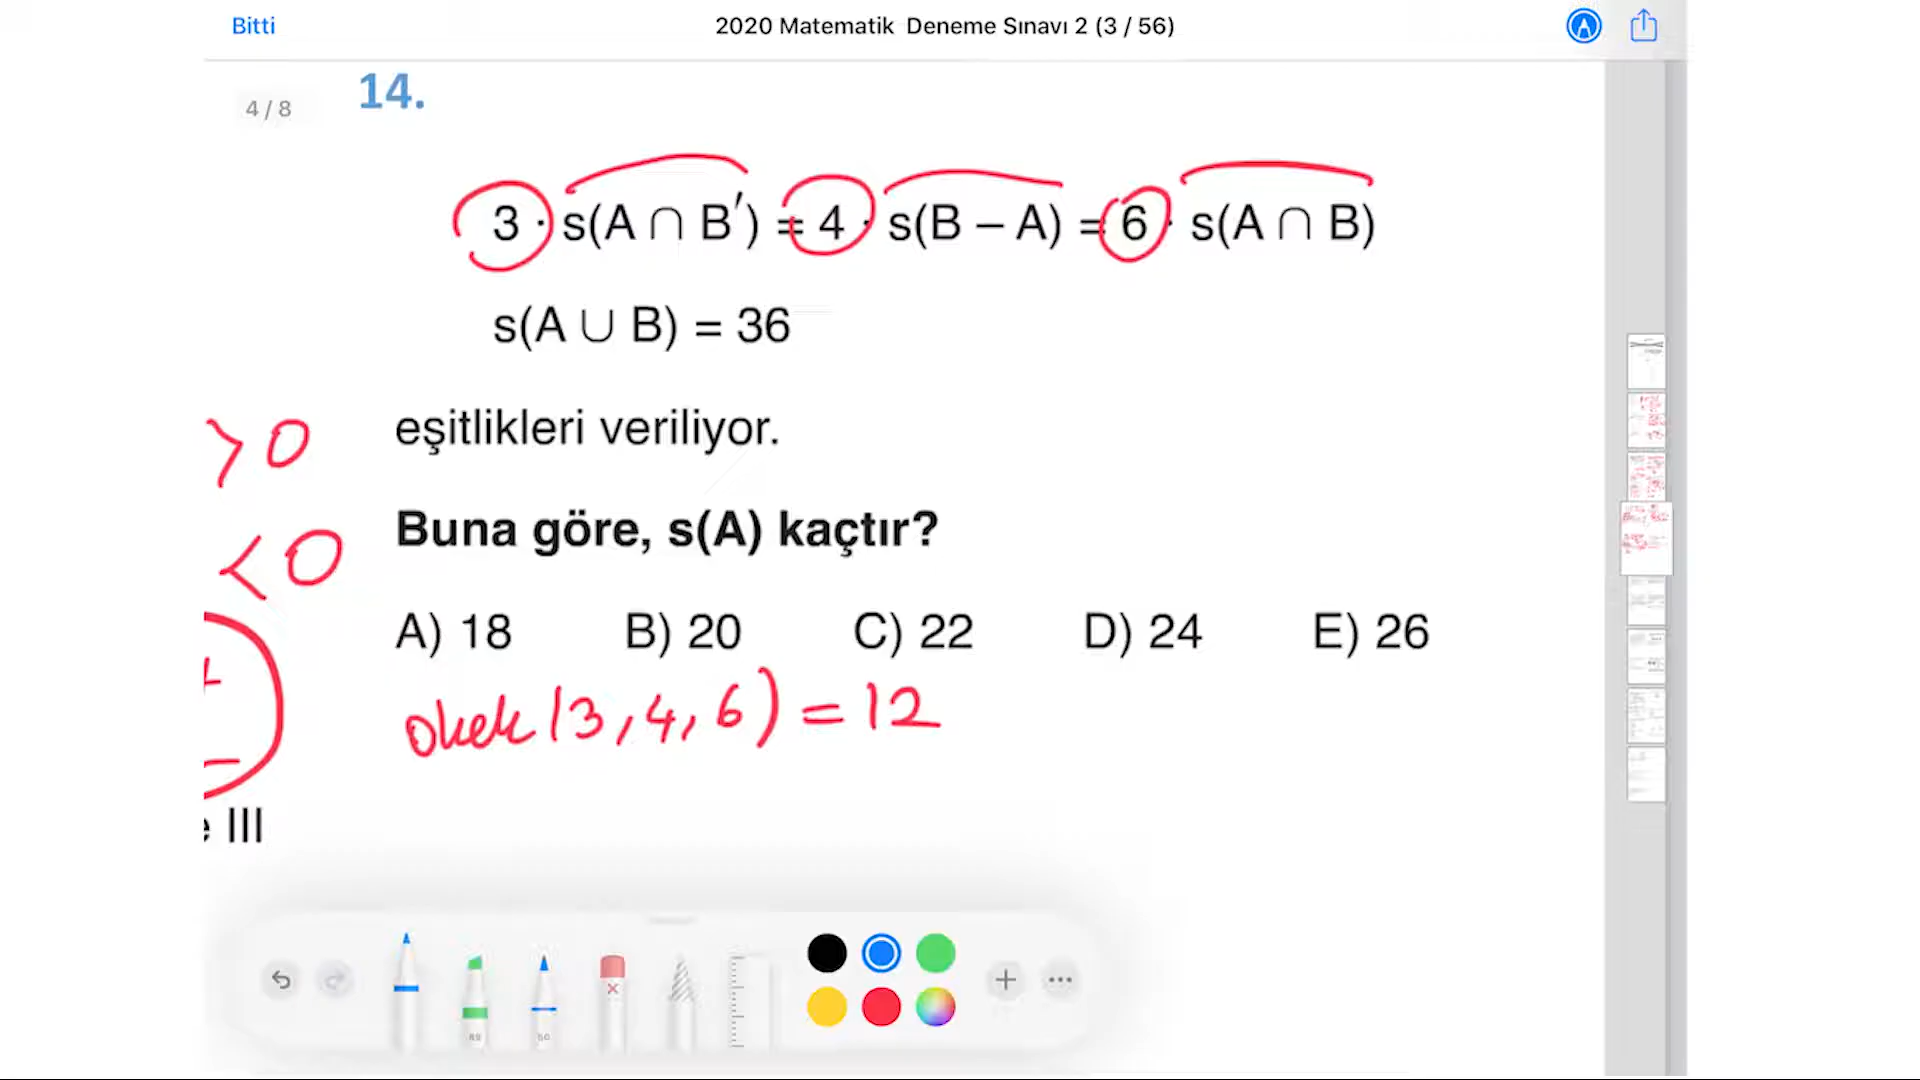 Bitti
2020 Matematik Deneme Sınavı 2 (3 / 56)
4 / 8
14.
3 · s(A ∩ B′) = 4 · s(B – A) = 6 · s(A ∩ B)
s(A ∪ B) = 36
eşitlikleri veriliyor.
> 0
Buna göre, s(A) kaçtır?
< 0
A) 18 B) 20 C) 22 D) 24 E) 26
+
okek (3, 4, 6) = 12
–
III